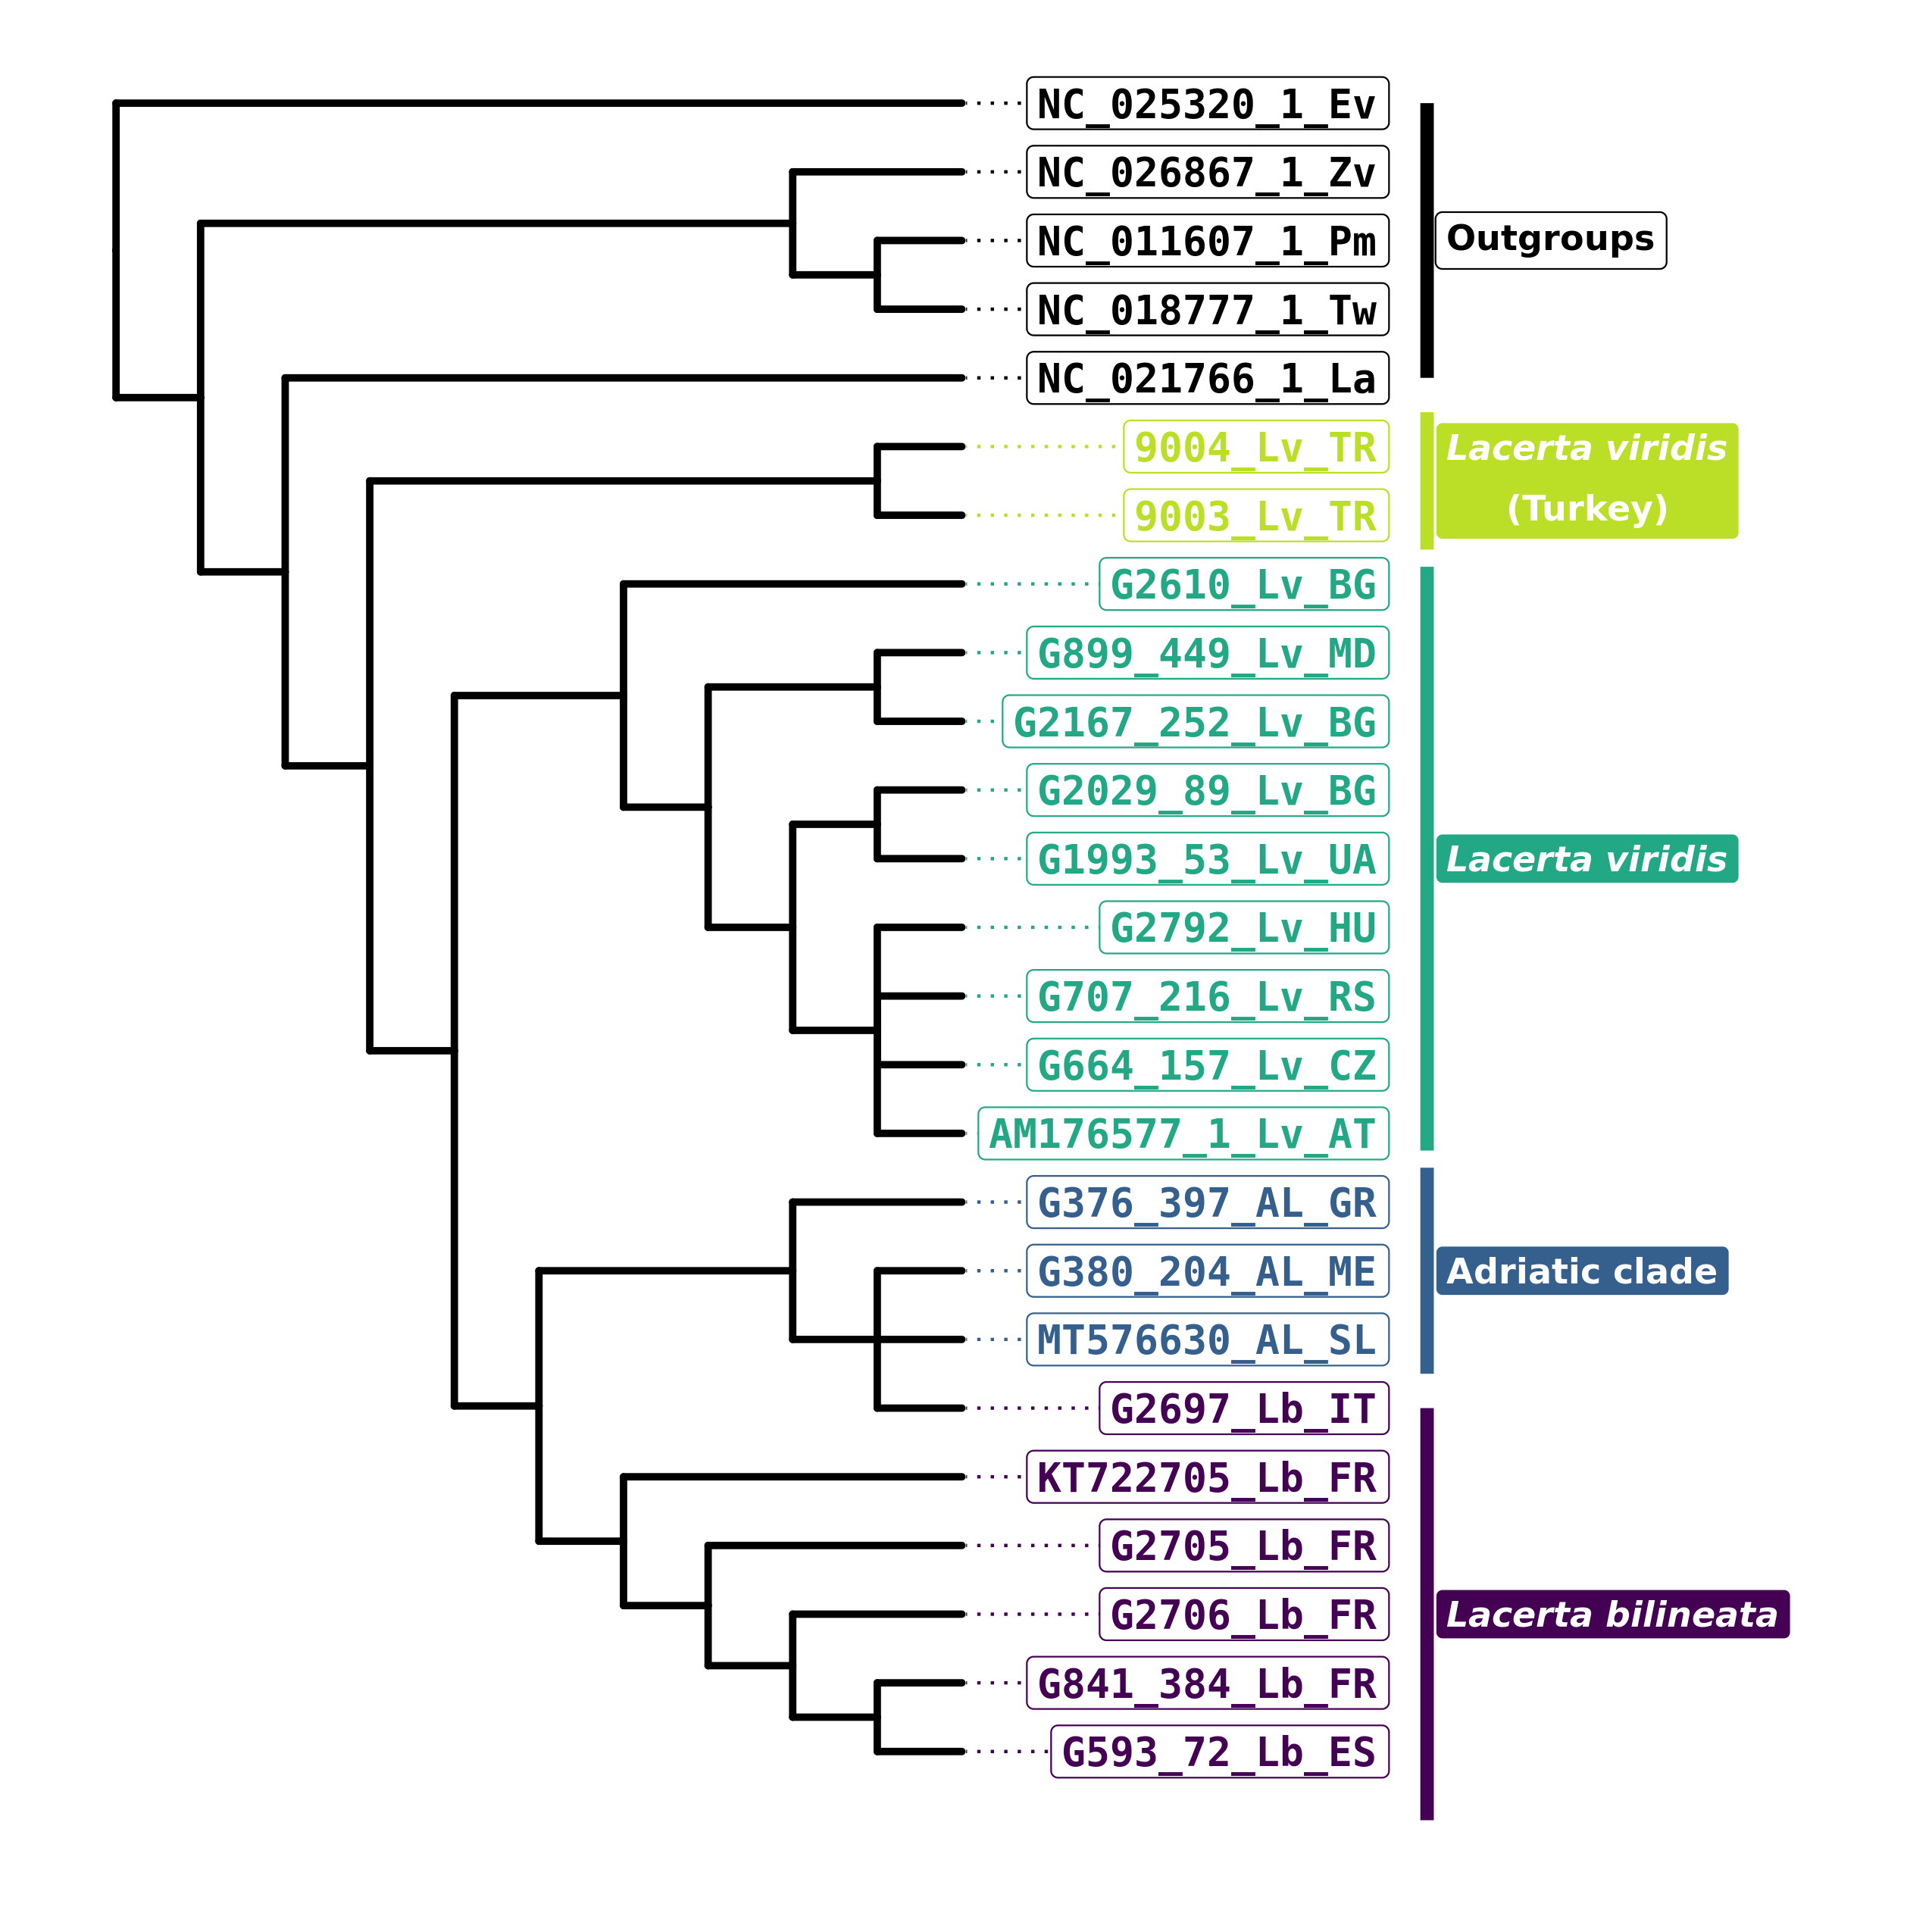 NC_025320_1_Ev
NC_026867_1_Zv
NC_011607_1_Pm
Outgroups
NC_018777_1_Tw
NC_021766_1_La
9004_Lv_TR
Lacerta viridis
(Turkey)
9003_Lv_TR
G2610_Lv_BG
G899_449_Lv_MD
G2167_252_Lv_BG
G2029_89_Lv_BG
G1993_53_Lv_UA
Lacerta viridis
G2792_Lv_HU
G707_216_Lv_RS
G664_157_Lv_CZ
AM176577_1_Lv_AT
G376_397_AL_GR
G380_204_AL_ME
Adriatic clade
MT576630_AL_SL
G2697_Lb_IT
KT722705_Lb_FR
G2705_Lb_FR
G2706_Lb_FR
Lacerta bilineata
G841_384_Lb_FR
G593_72_Lb_ES